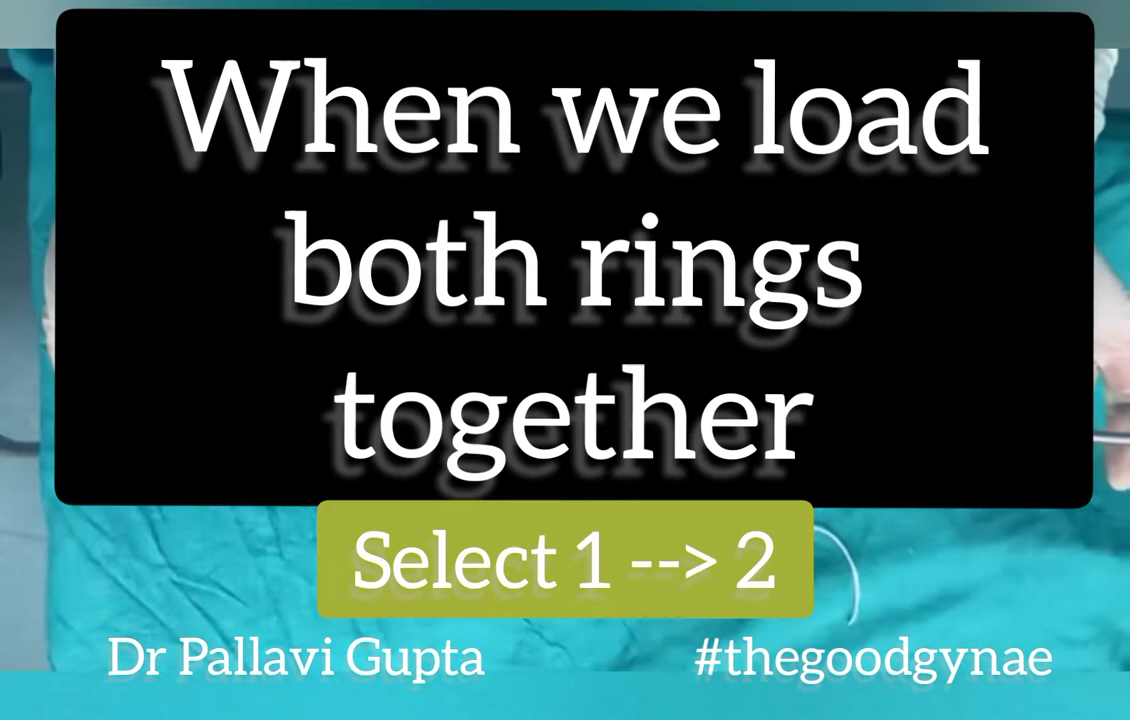 When we load
both rings
together
Select 1 --> 2
Dr Pallavi Gupta
#thegoodgynae